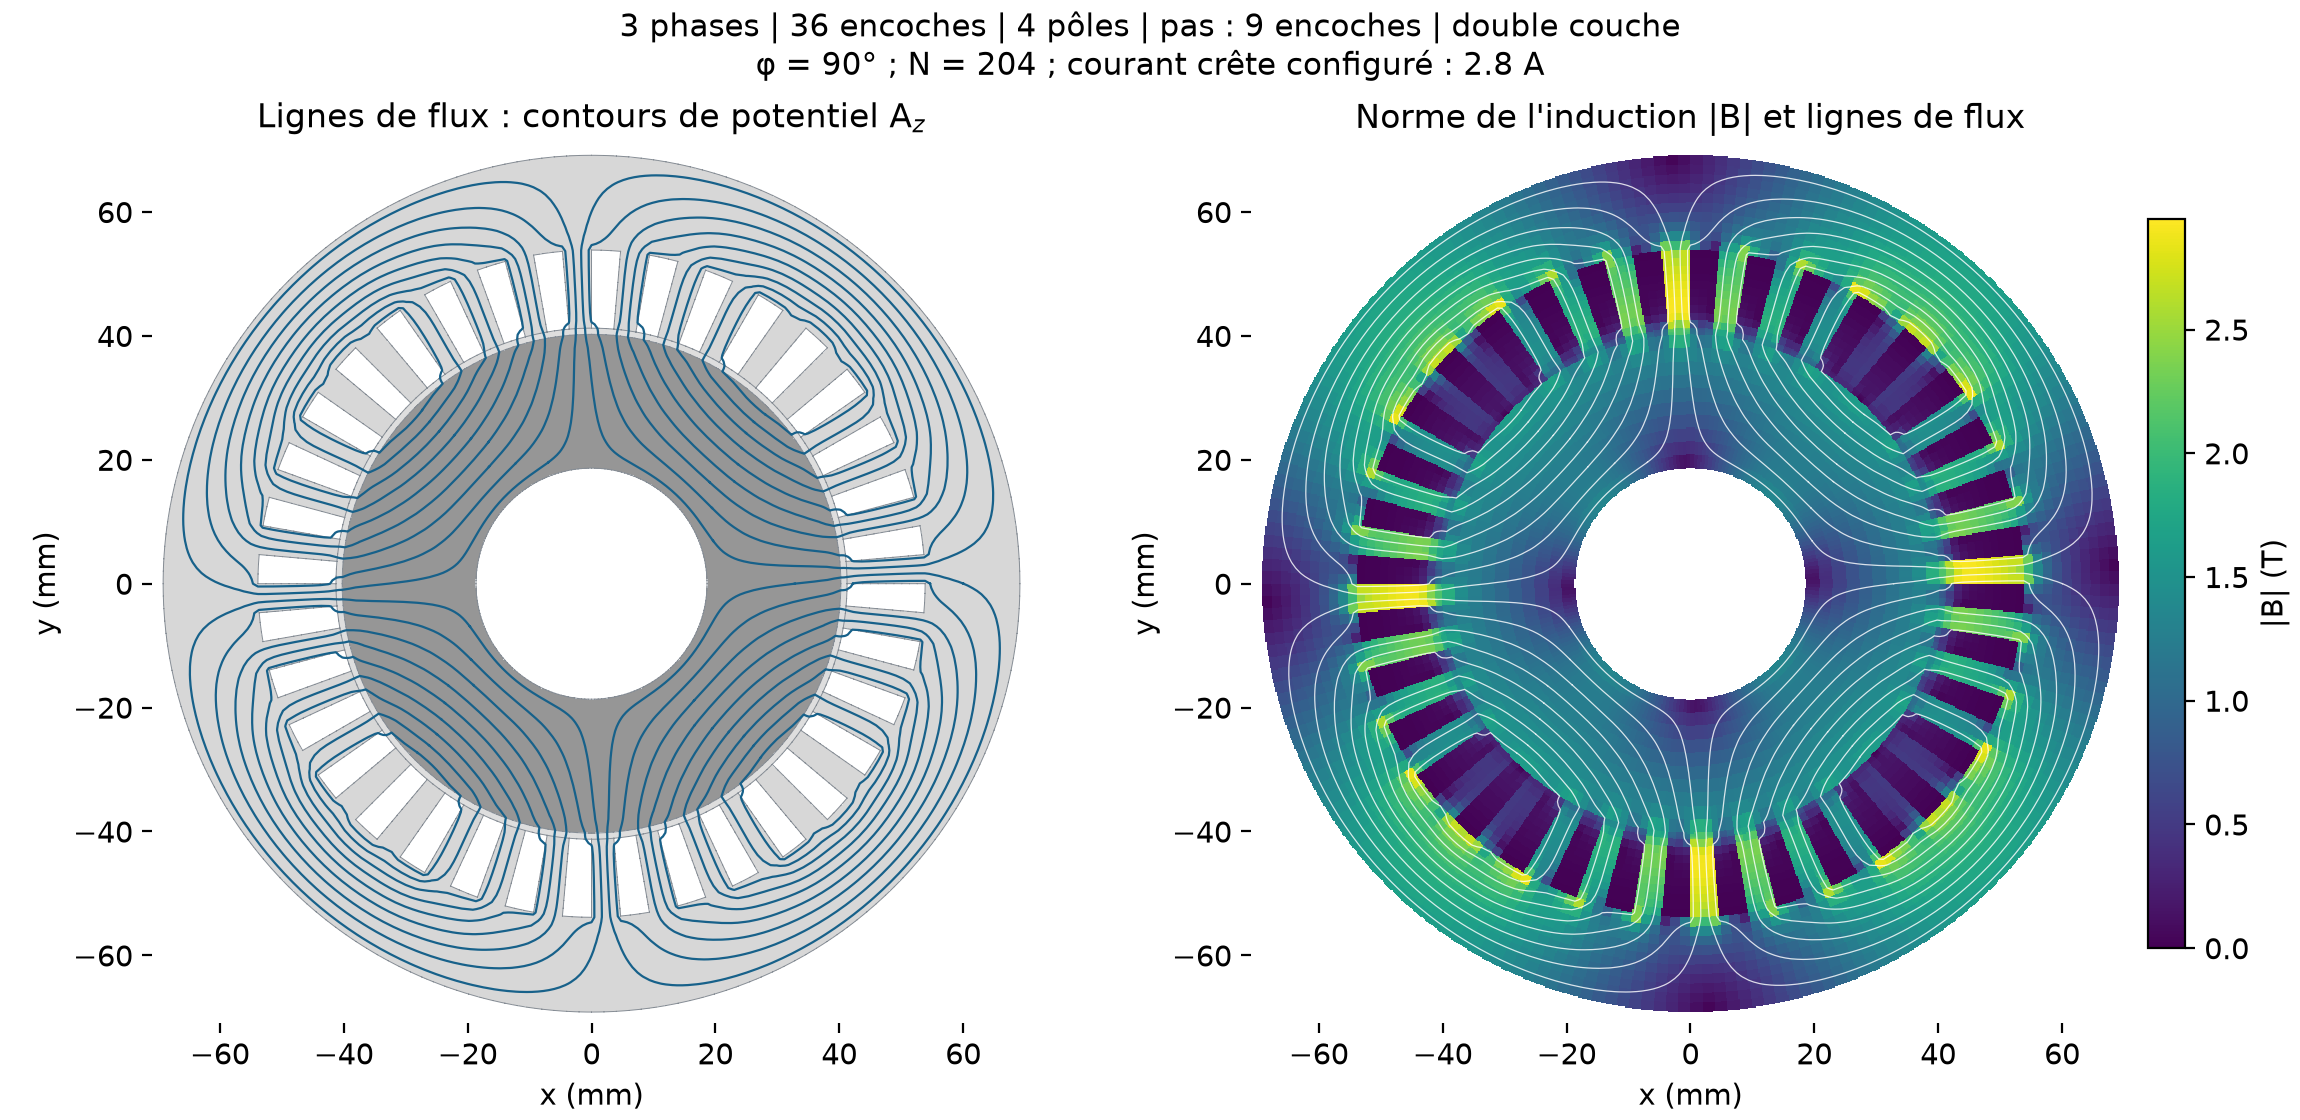 3 phases | 36 encoches | 4 pôles | pas : 9 encoches | double couche
φ = 90° ; N = 204 ; courant crête configuré : 2.8 A
Lignes de flux : contours de potentiel A_z
60
40
20
0
−20
−40
−60
y (mm)
−60 −40 −20 0 20 40 60
x (mm)
Norme de l'induction |B| et lignes de flux
60
40
20
0
−20
−40
−60
y (mm)
−60 −40 −20 0 20 40 60
x (mm)
2.5
2.0
1.5
1.0
0.5
0.0
|B| (T)